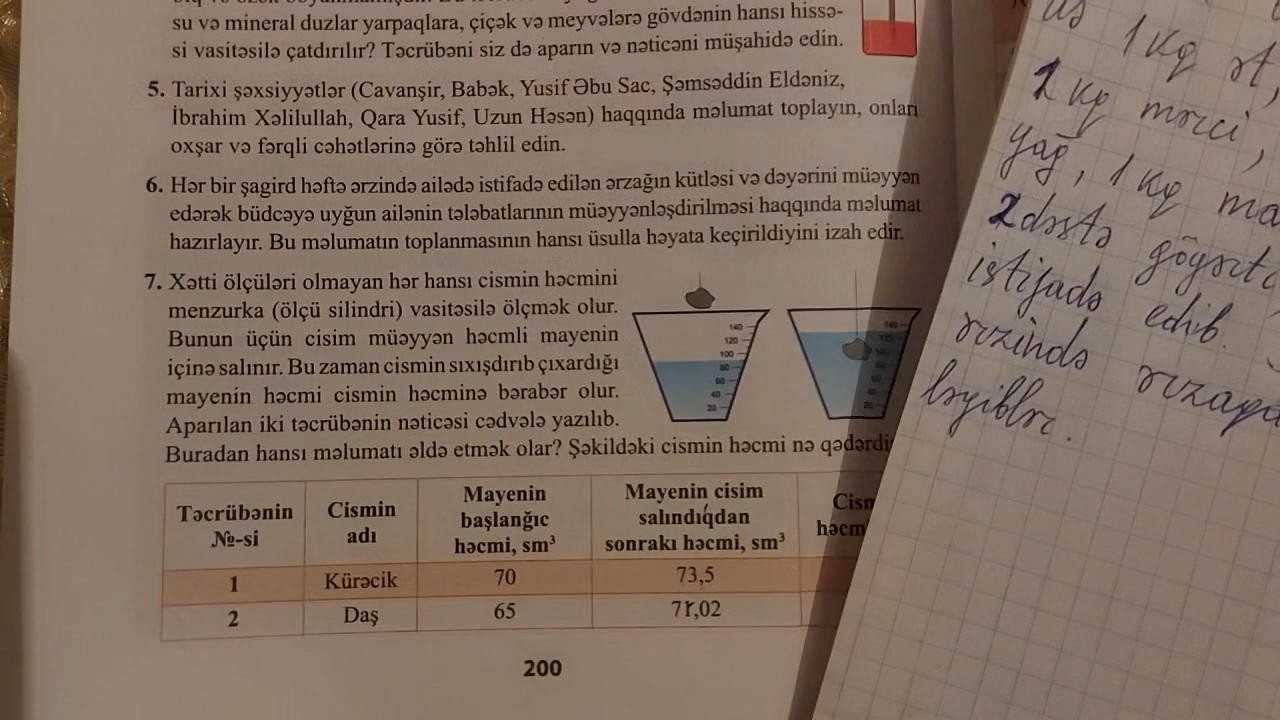 su və mineral duzlar yarpaqlara, çiçək və meyvələrə gövdənin hansı hissə-
si vasitəsilə çatdırılır? Təcrübəni siz də aparın və nəticəni müşahidə edin.
5. Tarixi şəxsiyyətlər (Cavanşir, Babək, Yusif Əbu Sac, Şəmsəddin Eldəniz,
İbrahim Xəlilullah, Qara Yusif, Uzun Həsən) haqqında məlumat toplayın, onları
oxşar və fərqli cəhətlərinə görə təhlil edin.
6. Hər bir şagird həftə ərzində ailədə istifadə edilən ərzağın kütləsi və dəyərini müəyyən
edərək büdcəyə uyğun ailənin tələbatlarının müəyyənləşdirilməsi haqqında məlumat
hazırlayır. Bu məlumatın toplanmasının hansı üsulla həyata keçirildiyini izah edir.
7. Xətti ölçüləri olmayan hər hansı cismin həcmini
menzurka (ölçü silindri) vasitəsilə ölçmək olur.
Bunun üçün cisim müəyyən həcmli mayenin
içinə salınır. Bu zaman cismin sıxışdırıb çıxardığı
mayenin həcmi cismin həcminə bərabər olur.
Aparılan iki təcrübənin nəticəsi cədvələ yazılıb.
Buradan hansı məlumatı əldə etmək olar? Şəkildəki cismin həcmi nə qədərdi
140
120
100
80
60
40
20
Təcrübənin №-si
Cismin adı
Mayenin başlanğıc həcmi, sm³
Mayenin cisim salındıqdan sonrakı həcmi, sm³
Cism
həcm
1 Kürəcik 70 73,5
2 Daş 65 71,02
200
1 kq ət,
1 kq mərci,
yağ, 1 kq ma
2 dəstə göyərt
istifadə edib.
ərzində ərzaq
ləyiblər.